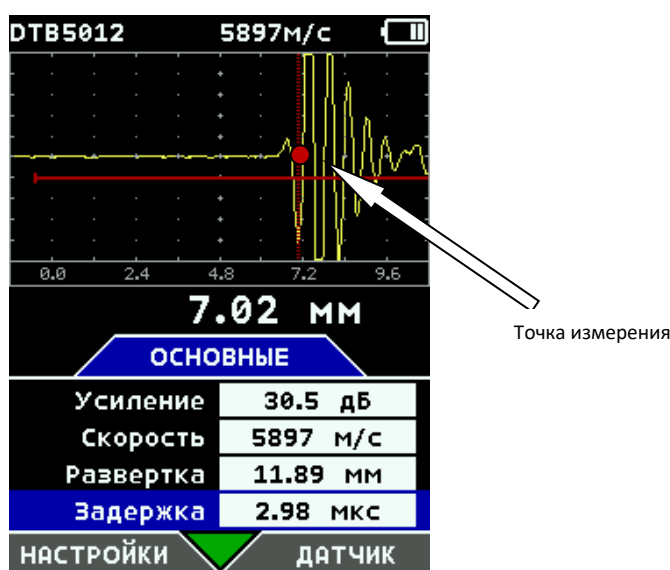 DTB5012 5897м/с
0.0 2.4 4.8 7.2 9.6
7.02 мм
Точка измерения
ОСНОВНЫЕ
Усиление 30.5 дБ
Скорость 5897 м/с
Развертка 11.89 мм
Задержка 2.98 мкс
НАСТРОЙКИ ДАТЧИК